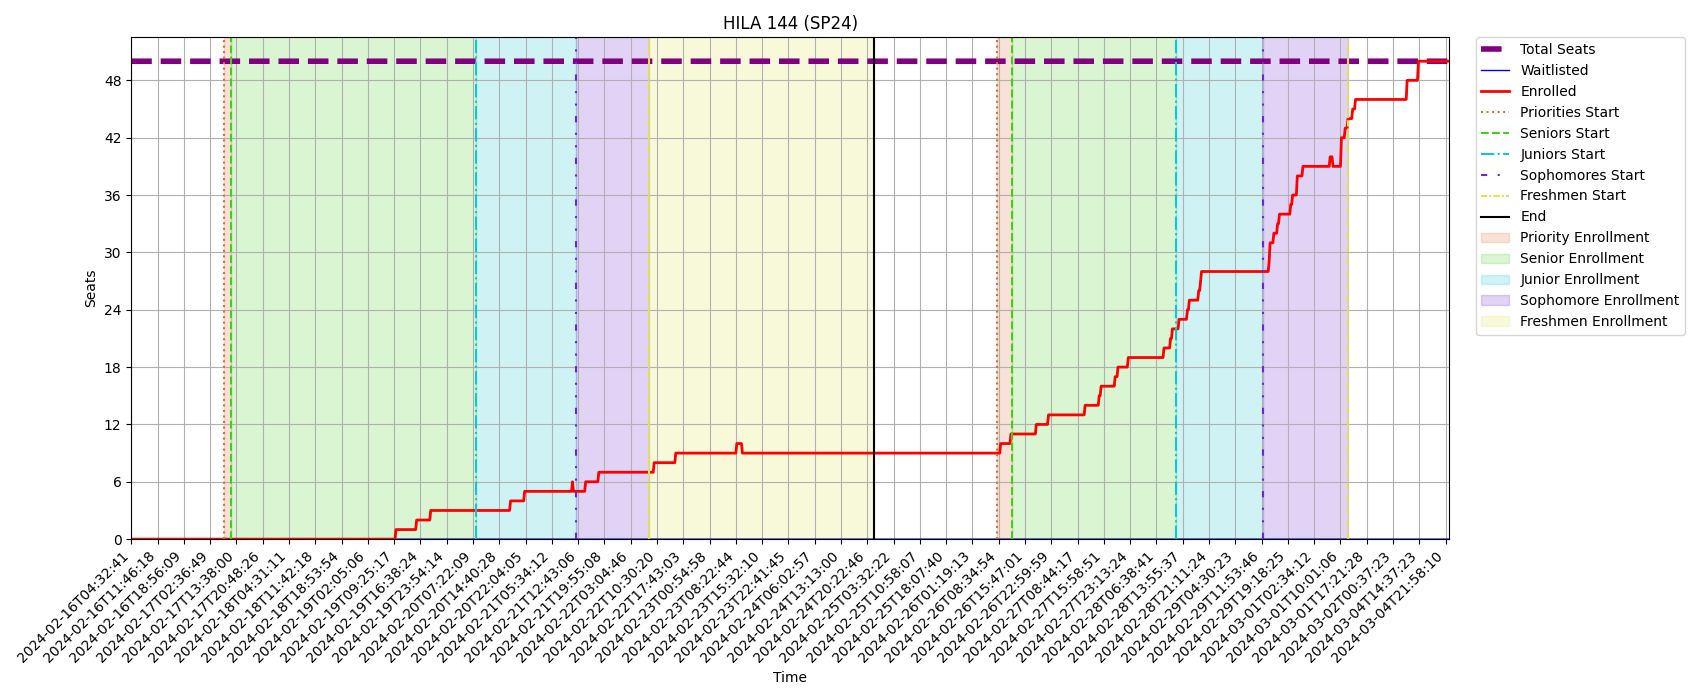 HILA 144 (SP24)
Seats
48
42
36
30
24
18
12
6
0
2024-02-16T04:32:41
2024-02-16T11:46:18
2024-02-16T18:56:09
2024-02-17T02:36:49
2024-02-17T13:38:00
2024-02-17T20:48:26
2024-02-18T04:31:11
2024-02-18T11:42:18
2024-02-18T18:53:54
2024-02-19T02:05:06
2024-02-19T09:25:17
2024-02-19T16:38:24
2024-02-19T23:54:14
2024-02-20T07:22:09
2024-02-20T14:40:28
2024-02-20T22:04:05
2024-02-21T05:34:12
2024-02-21T12:43:06
2024-02-21T19:55:08
2024-02-22T03:04:46
2024-02-22T10:30:20
2024-02-22T17:43:03
2024-02-23T00:54:58
2024-02-23T08:22:44
2024-02-23T15:32:10
2024-02-23T22:41:45
2024-02-24T06:02:57
2024-02-24T13:13:00
2024-02-24T20:22:46
2024-02-25T03:32:22
2024-02-25T10:58:07
2024-02-25T18:07:40
2024-02-26T01:19:13
2024-02-26T08:34:54
2024-02-26T15:47:01
2024-02-26T22:59:59
2024-02-27T08:44:17
2024-02-27T15:58:51
2024-02-27T23:13:24
2024-02-28T06:38:41
2024-02-28T13:55:37
2024-02-28T21:11:24
2024-02-29T04:30:23
2024-02-29T11:53:46
2024-02-29T19:18:25
2024-03-01T02:34:12
2024-03-01T10:01:06
2024-03-01T17:21:28
2024-03-02T00:37:23
2024-03-04T14:37:23
2024-03-04T21:58:10
Time
Total Seats
Waitlisted
Enrolled
Priorities Start
Seniors Start
Juniors Start
Sophomores Start
Freshmen Start
End
Priority Enrollment
Senior Enrollment
Junior Enrollment
Sophomore Enrollment
Freshmen Enrollment